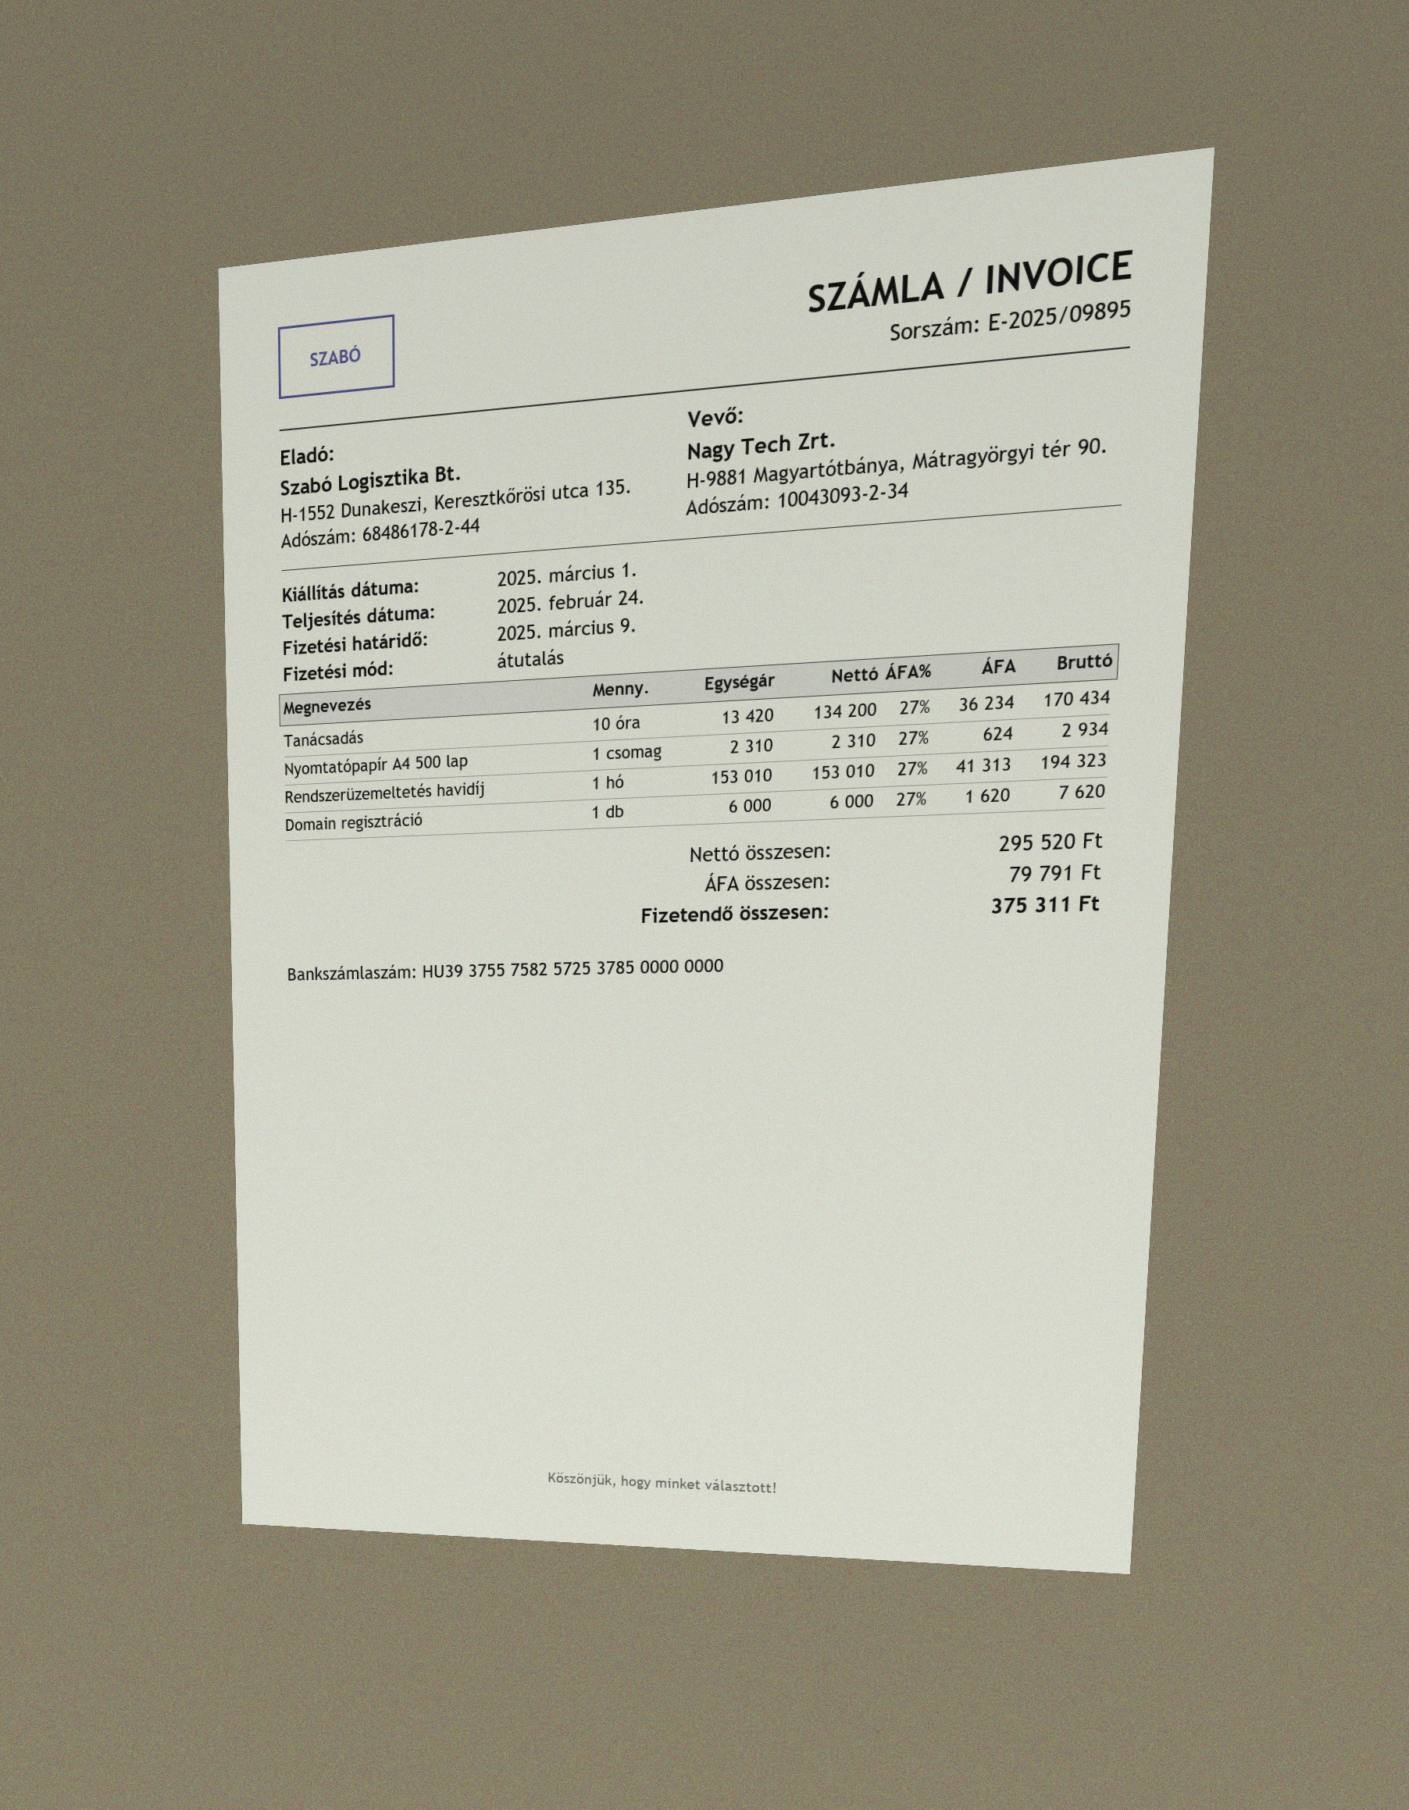 SZÁMLA / INVOICE
Sorszám: E-2025/09895
SZABÓ
Eladó:
Szabó Logisztika Bt.
H-1552 Dunakeszi, Keresztkőrösi utca 135.
Adószám: 68486178-2-44
Vevő:
Nagy Tech Zrt.
H-9881 Magyartótbánya, Mátragyörgyi tér 90.
Adószám: 10043093-2-34
Kiállítás dátuma: 2025. március 1.
Teljesítés dátuma: 2025. február 24.
Fizetési határidő: 2025. március 9.
Fizetési mód: átutalás
Megnevezés Menny. Egységár Nettó ÁFA% ÁFA Bruttó
Tanácsadás 10 óra 13 420 134 200 27% 36 234 170 434
Nyomtatópapír A4 500 lap 1 csomag 2 310 2 310 27% 624 2 934
Rendszerüzemeltetés havidíj 1 hó 153 010 153 010 27% 41 313 194 323
Domain regisztráció 1 db 6 000 6 000 27% 1 620 7 620
Nettó összesen: 295 520 Ft
ÁFA összesen: 79 791 Ft
Fizetendő összesen: 375 311 Ft
Bankszámlaszám: HU39 3755 7582 5725 3785 0000 0000
Köszönjük, hogy minket választott!